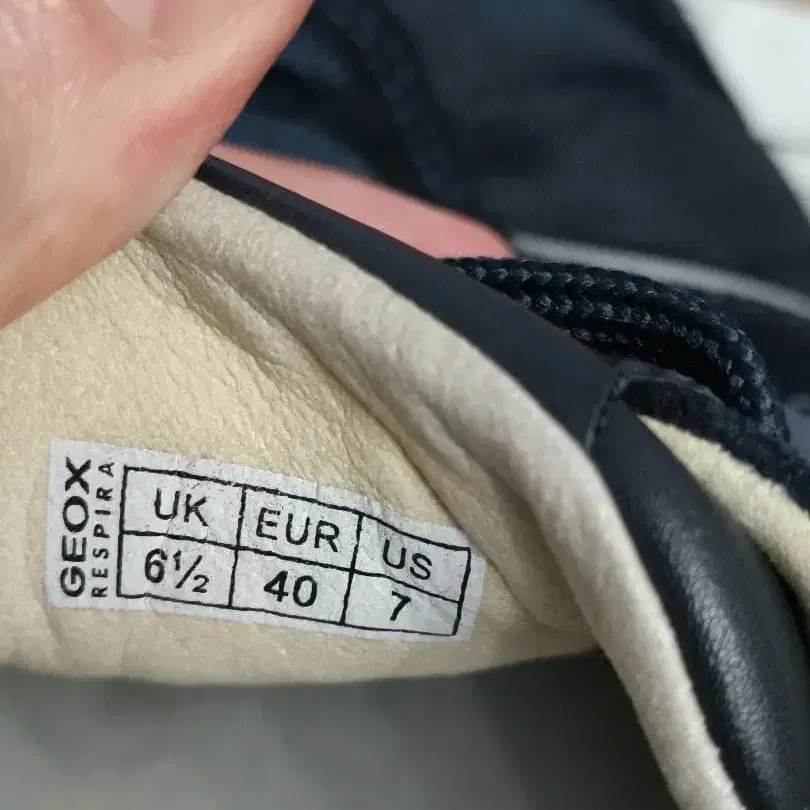 GEOX
RESPIRA
UK EUR US
6½ 40 7